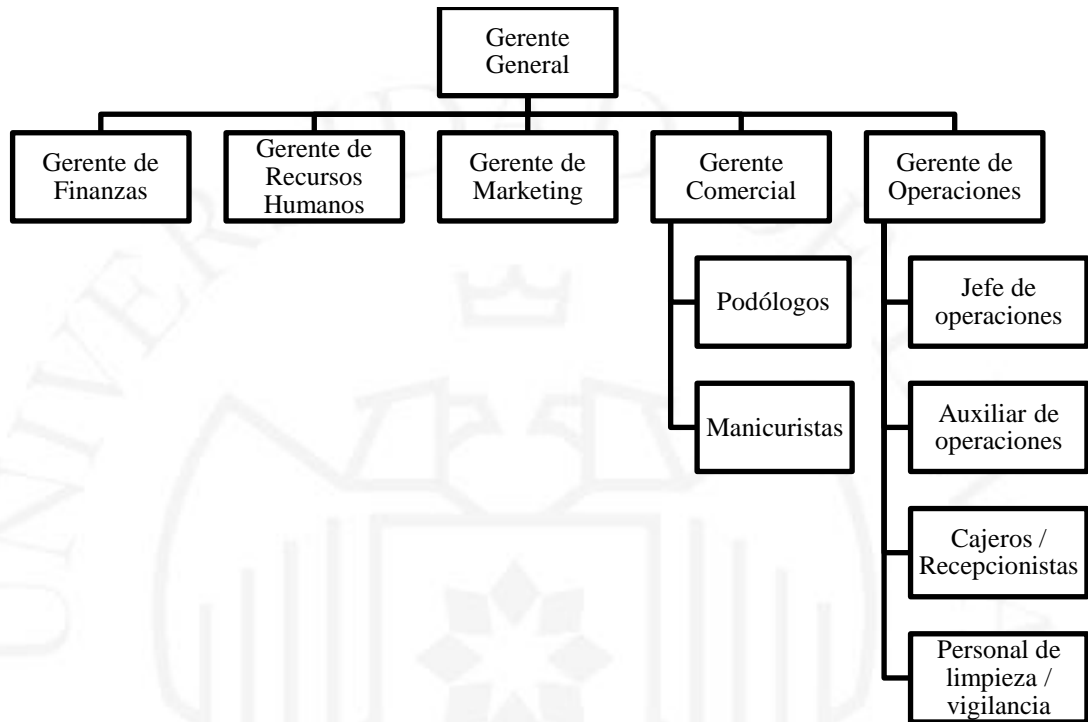 Gerente
General
Gerente de
Finanzas
Gerente de
Recursos
Humanos
Gerente de
Marketing
Gerente
Comercial
Gerente de
Operaciones
Podólogos
Manicuristas
Jefe de
operaciones
Auxiliar de
operaciones
Cajeros /
Recepcionistas
Personal de
limpieza /
vigilancia